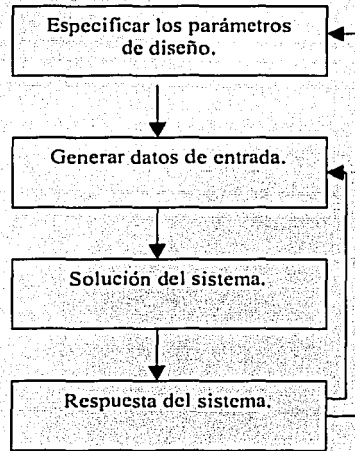 Especificar los parámetros
de diseño.
Generar datos de entrada.
Solución del sistema.
Respuesta del sistema.